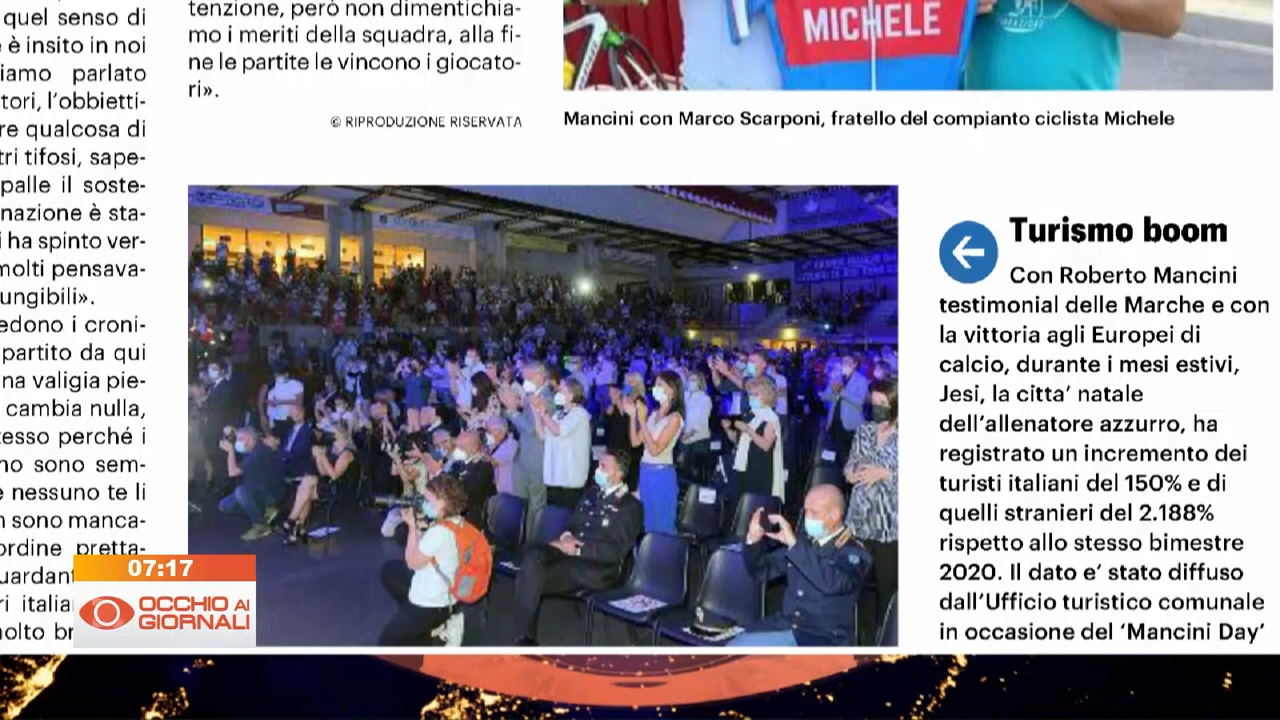 quel senso di
è insito in noi
iamo parlato
tori, l'obbietti-
re qualcosa di
tri tifosi, sape-
palle il soste-
nazione è sta-
i ha spinto ver-
molti pensava-
ungibili».
edono i croni-
partito da qui
na valigia pie-
cambia nulla,
tesso perché i
no sono sem-
e nessuno te li
n sono manca-
ordine pretta-
uardant
ri italia
molto br
tenzione, però non dimentichia-
mo i meriti della squadra, alla fi-
ne le partite le vincono i giocato-
ri».
© RIPRODUZIONE RISERVATA
MICHELE
Mancini con Marco Scarponi, fratello del compianto ciclista Michele
Turismo boom
Con Roberto Mancini
testimonial delle Marche e con
la vittoria agli Europei di
calcio, durante i mesi estivi,
Jesi, la citta' natale
dell'allenatore azzurro, ha
registrato un incremento dei
turisti italiani del 150% e di
quelli stranieri del 2.188%
rispetto allo stesso bimestre
2020. Il dato e' stato diffuso
dall'Ufficio turistico comunale
in occasione del 'Mancini Day'
07:17
OCCHIO AI
GIORNALI